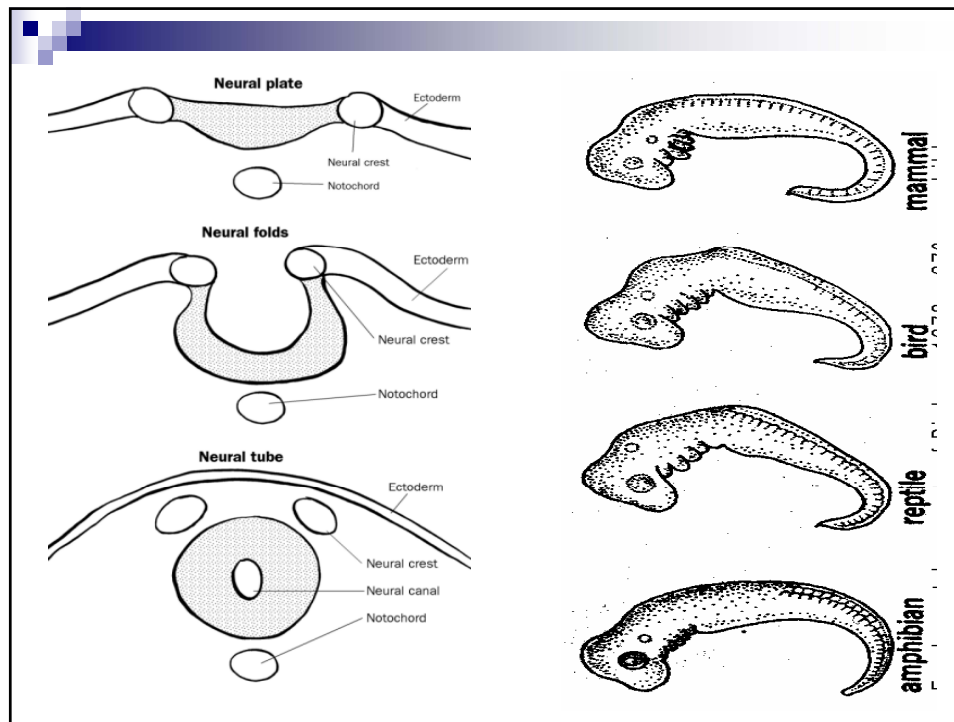 Neural plate
Ectoderm
Neural crest
Notochord
Neural folds
Ectoderm
Neural crest
Notochord
Neural tube
Ectoderm
Neural crest
Neural canal
Notochord
mammal
bird
reptile
amphibian